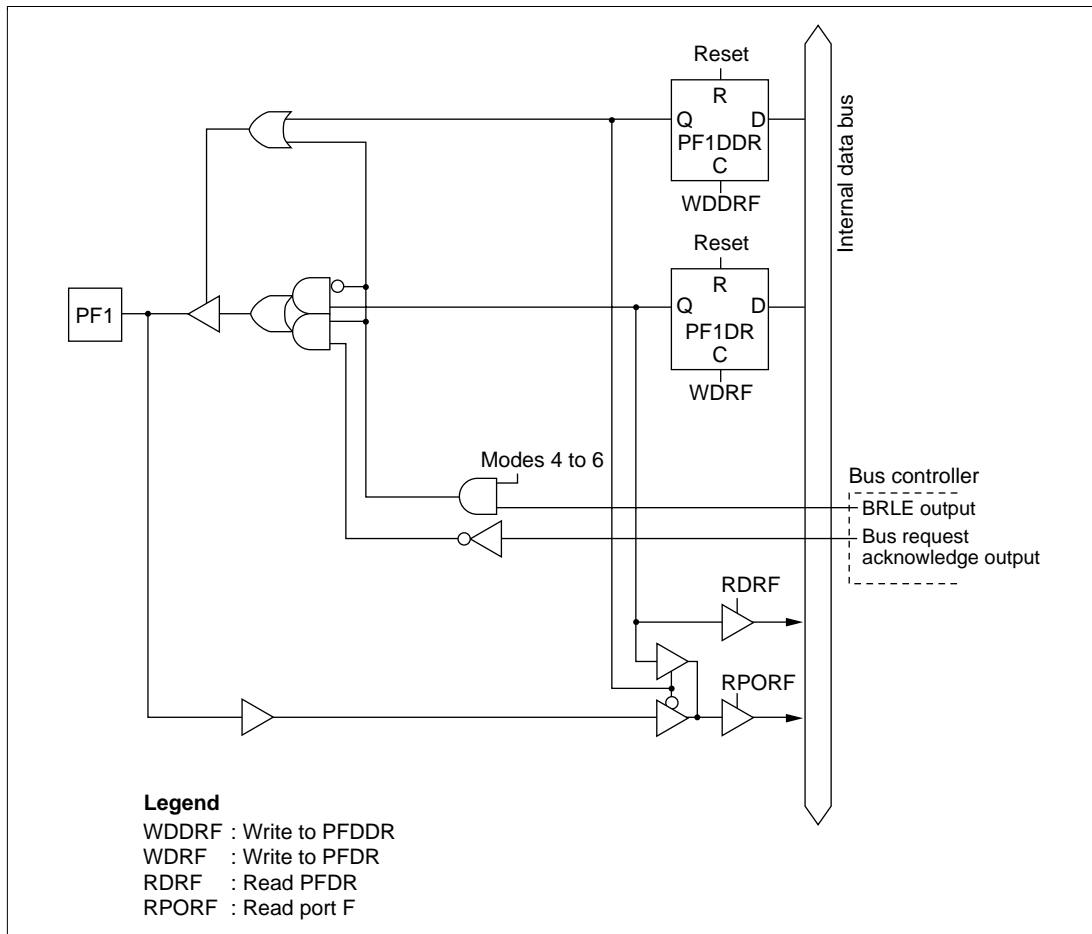 Reset
R
Q D
PF1DDR
C
WDDRF
Internal data bus
Reset
R
Q D
PF1DR
C
WDRF
PF1
Modes 4 to 6
Bus controller
BRLE output
Bus request
acknowledge output
RDRF
RPORF
Legend
WDDRF : Write to PFDDR
WDRF : Write to PFDR
RDRF : Read PFDR
RPORF : Read port F